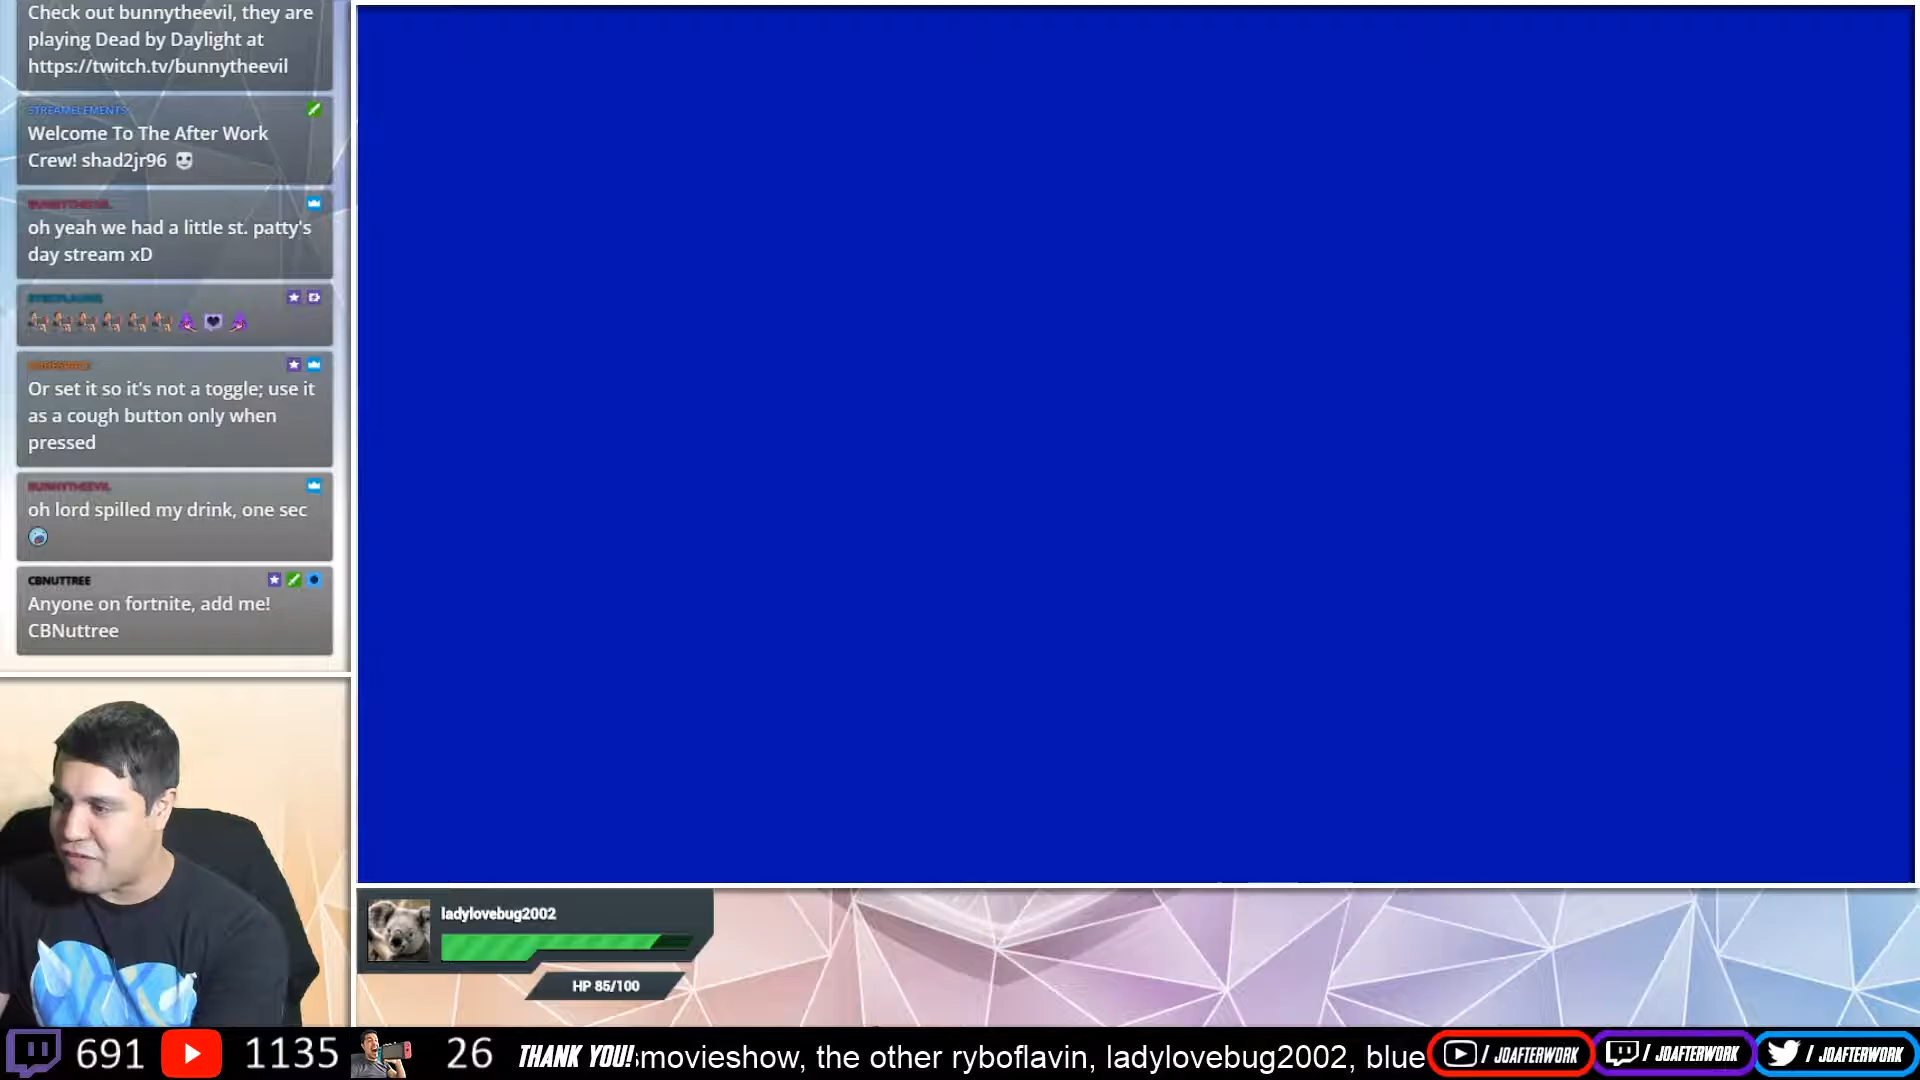 Check out bunnytheevil, they are
playing Dead by Daylight at
https://twitch.tv/bunnytheevil
STREAMELEMENTS
Welcome To The After Work
Crew! shad2jr96
BUNNYTHEEVIL
oh yeah we had a little st. patty's
day stream xD
Or set it so it's not a toggle; use it
as a cough button only when
pressed
BUNNYTHEEVIL
oh lord spilled my drink, one sec
CBNUTTREE
Anyone on fortnite, add me!
CBNuttree
ladylovebug2002
HP 85/100
691 1135 26 THANK YOU! movieshow, the other ryboflavin, ladylovebug2002, blue / JOAFTERWORK / JOAFTERWORK / JOAFTERWORK